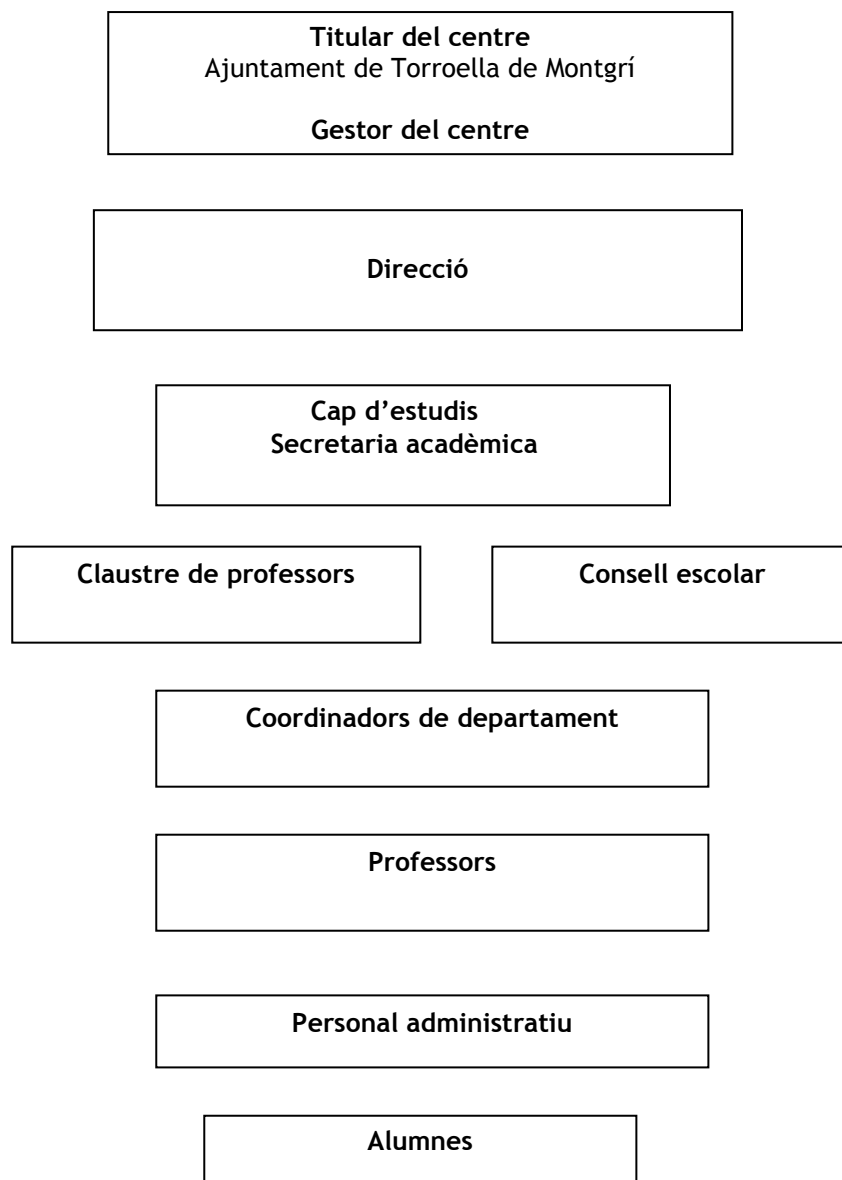 Titular del centre
Ajuntament de Torroella de Montgrí
Gestor del centre
Direcció
Cap d’estudis
Secretaria acadèmica
Claustre de professors
Consell escolar
Coordinadors de departament
Professors
Personal administratiu
Alumnes